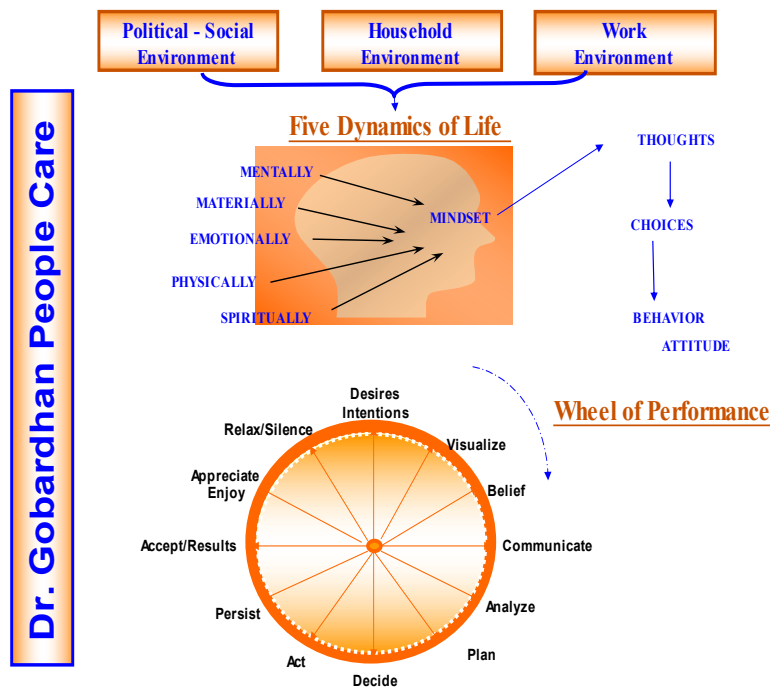 Political - Social
Environment
Household
Environment
Work
Environment
Dr. Gobardhan People Care
Five Dynamics of Life
MENTALLY
MATERIALLY
EMOTIONALLY
PHYSICALLY
SPIRITUALLY
MINDSET
THOUGHTS
CHOICES
BEHAVIOR
ATTITUDE
Wheel of Performance
Desires
Intentions
Visualize
Belief
Communicate
Analyze
Plan
Decide
Act
Persist
Accept/Results
Appreciate
Enjoy
Relax/Silence